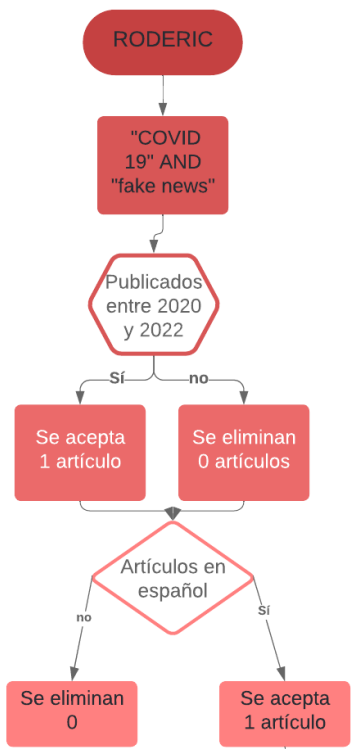 RODERIC
"COVID
19" AND
"fake news"
Publicados
entre 2020
y 2022
Sí
no
Se acepta
1 artículo
Se eliminan
0 artículos
Artículos en
español
no
Sí
Se eliminan
0
Se acepta
1 artículo